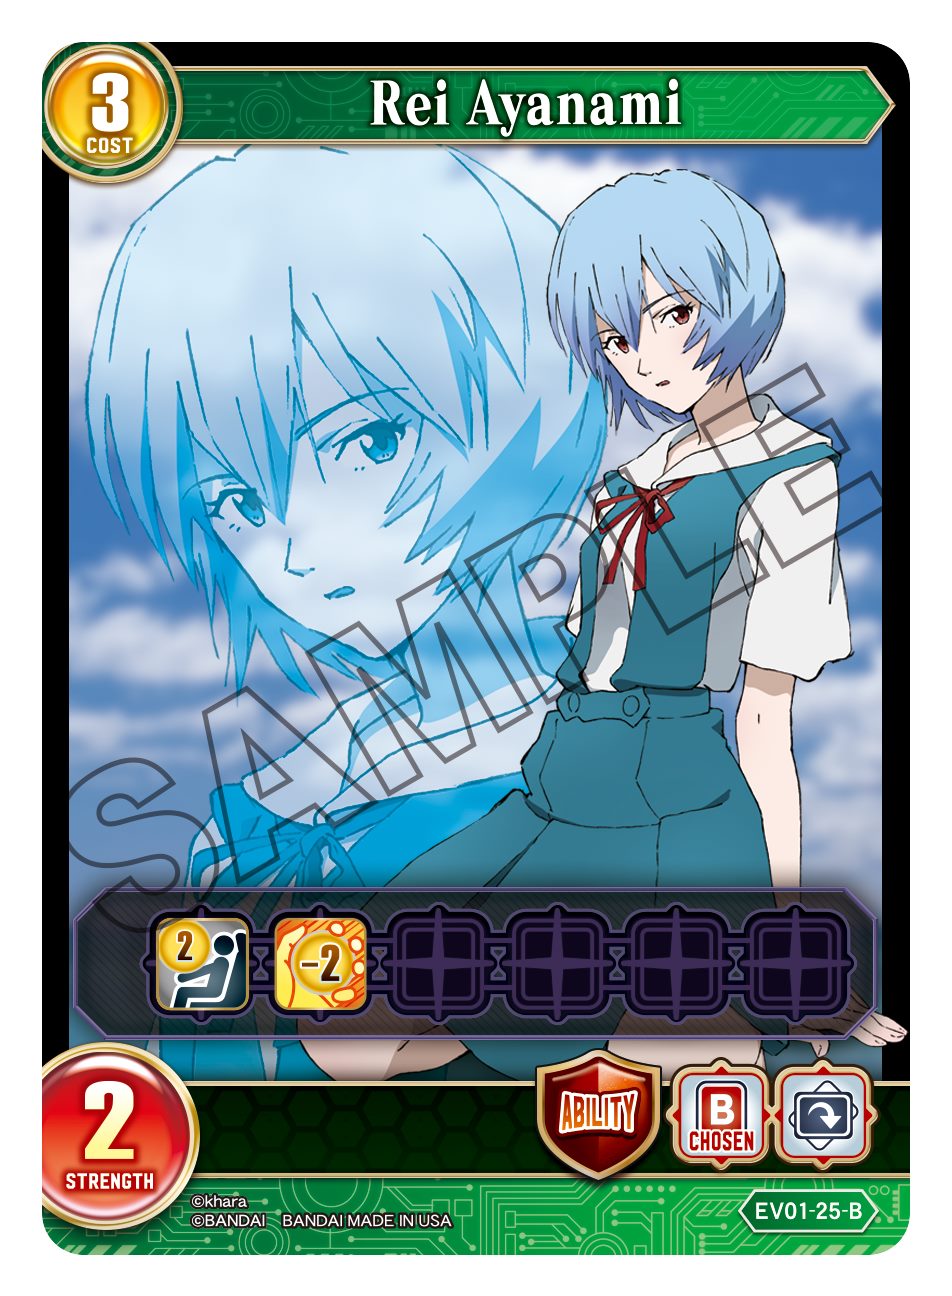 3
COST
Rei Ayanami
SAMPLE
2
-2
2
STRENGTH
ABILITY
B
CHOSEN
©khara
©BANDAI BANDAI MADE IN USA
EV01-25-B